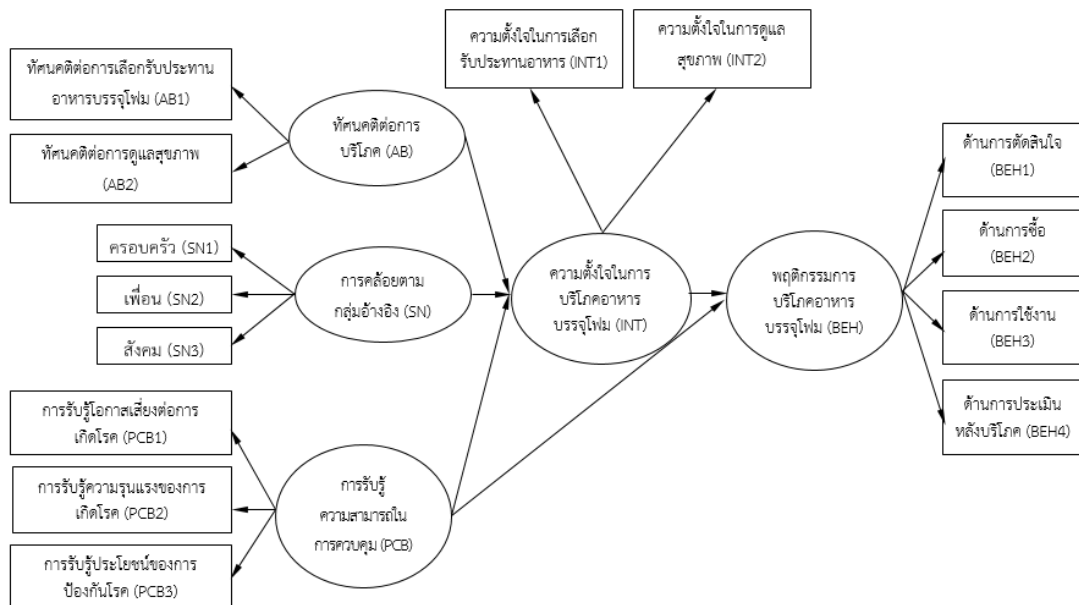 ความตั้งใจในการเลือก
รับประทานอาหาร (INT1)
ความตั้งใจในการดูแล
สุขภาพ (INT2)
ทัศนคติต่อการเลือกรับประทาน
อาหารบรรจุโฟม (AB1)
ทัศนคติต่อการดูแลสุขภาพ
(AB2)
ทัศนคติต่อการ
บริโภค (AB)
ครอบครัว (SN1)
เพื่อน (SN2)
สังคม (SN3)
การคล้อยตาม
กลุ่มอ้างอิง (SN)
การรับรู้โอกาสเสี่ยงต่อการ
เกิดโรค (PCB1)
การรับรู้ความรุนแรงของการ
เกิดโรค (PCB2)
การรับรู้ประโยชน์ของการ
ป้องกันโรค (PCB3)
การรับรู้
ความสามารถใน
การควบคุม (PCB)
ความตั้งใจในการ
บริโภคอาหาร
บรรจุโฟม (INT)
พฤติกรรมการ
บริโภคอาหาร
บรรจุโฟม (BEH)
ด้านการตัดสินใจ
(BEH1)
ด้านการซื้อ
(BEH2)
ด้านการใช้งาน
(BEH3)
ด้านการประเมิน
หลังบริโภค (BEH4)